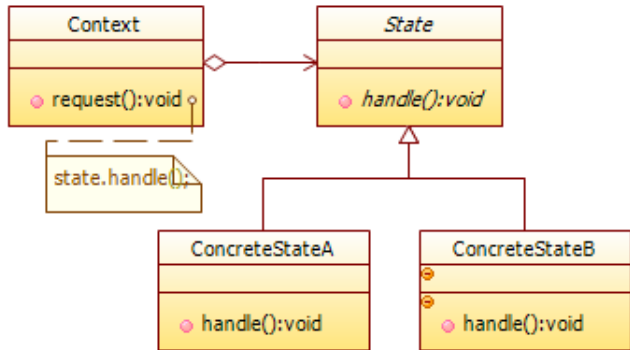 Context
State
request():void
handle():void
state.handle();
ConcreteStateA
ConcreteStateB
handle():void
handle():void